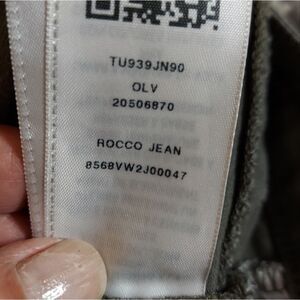 TU939JN90
OLV
20506870
ROCCO JEAN
8568VW2J00047